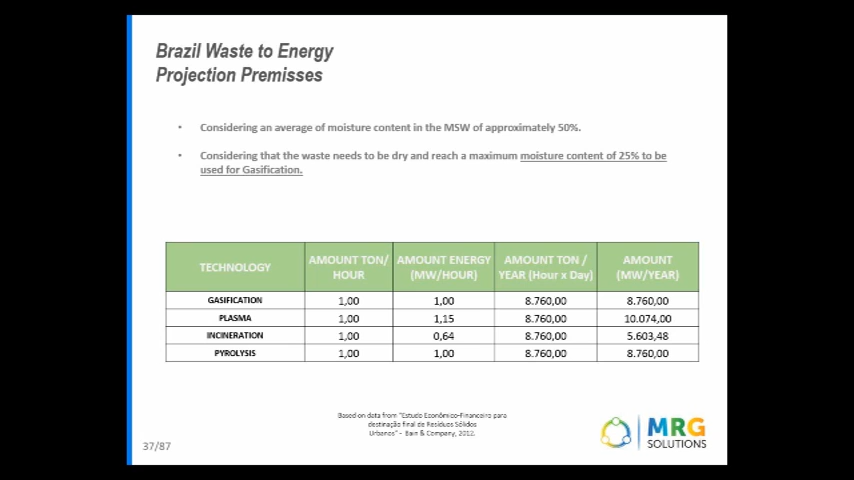 Brazil Waste to Energy
Projection Premisses
• Considering an average of moisture content in the MSW of approximately 50%.
• Considering that the waste needs to be dry and reach a maximum moisture content of 25% to be
used for Gasification.
TECHNOLOGY AMOUNT TON/ HOUR AMOUNT ENERGY (MW/HOUR) AMOUNT TON / YEAR (Hour x Day) AMOUNT (MW/YEAR)
GASIFICATION 1,00 1,00 8.760,00 8.760,00
PLASMA 1,00 1,15 8.760,00 10.074,00
INCINERATION 1,00 0,64 8.760,00 5.603,48
PYROLYSIS 1,00 1,00 8.760,00 8.760,00
Based on data from "Estudo Econômico-Financeiro para
destinação final de Resíduos Sólidos
Urbanos" - Bain & Company, 2012.
37/87
MRG
SOLUTIONS